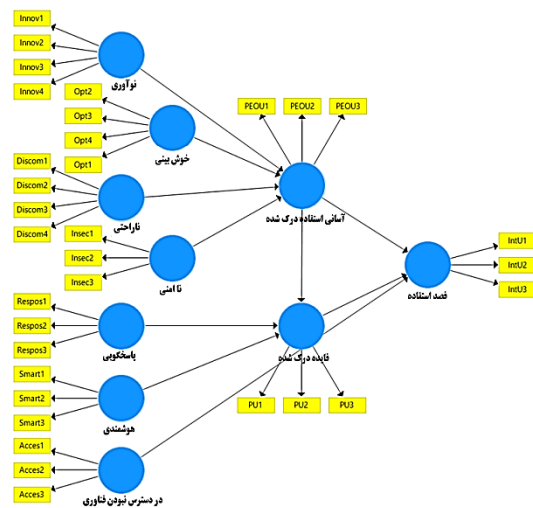 Innov1
Innov2
Innov3
Innov4
نوآوری
Opt2
Opt3
Opt4
Opt1
خوش بینی
PEOU1
PEOU2
PEOU3
آسانی استفاده درک شده
Discom1
Discom2
Discom3
Discom4
ناراحتی
Insec1
Insec2
Insec3
نا امنی
IntU1
IntU2
IntU3
قصد استفاده
Respos1
Respos2
Respos3
پاسخگویی
فایده درک شده
Smart1
Smart2
Smart3
هوشمندی
PU1
PU2
PU3
Acces1
Acces2
Acces3
در دسترس نبودن فناوری